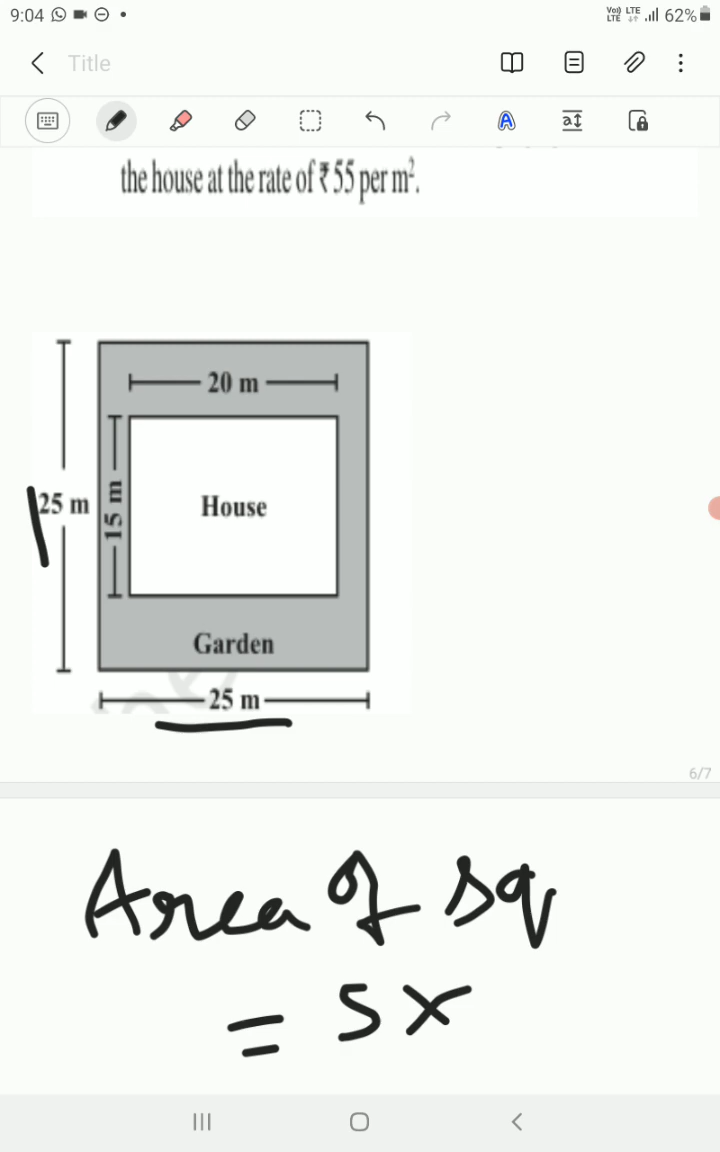 9:04 62%
Title
the house at the rate of ₹ 55 per m².
20 m
25 m
15 m
House
Garden
25 m
6/7
Area of sq
= s x